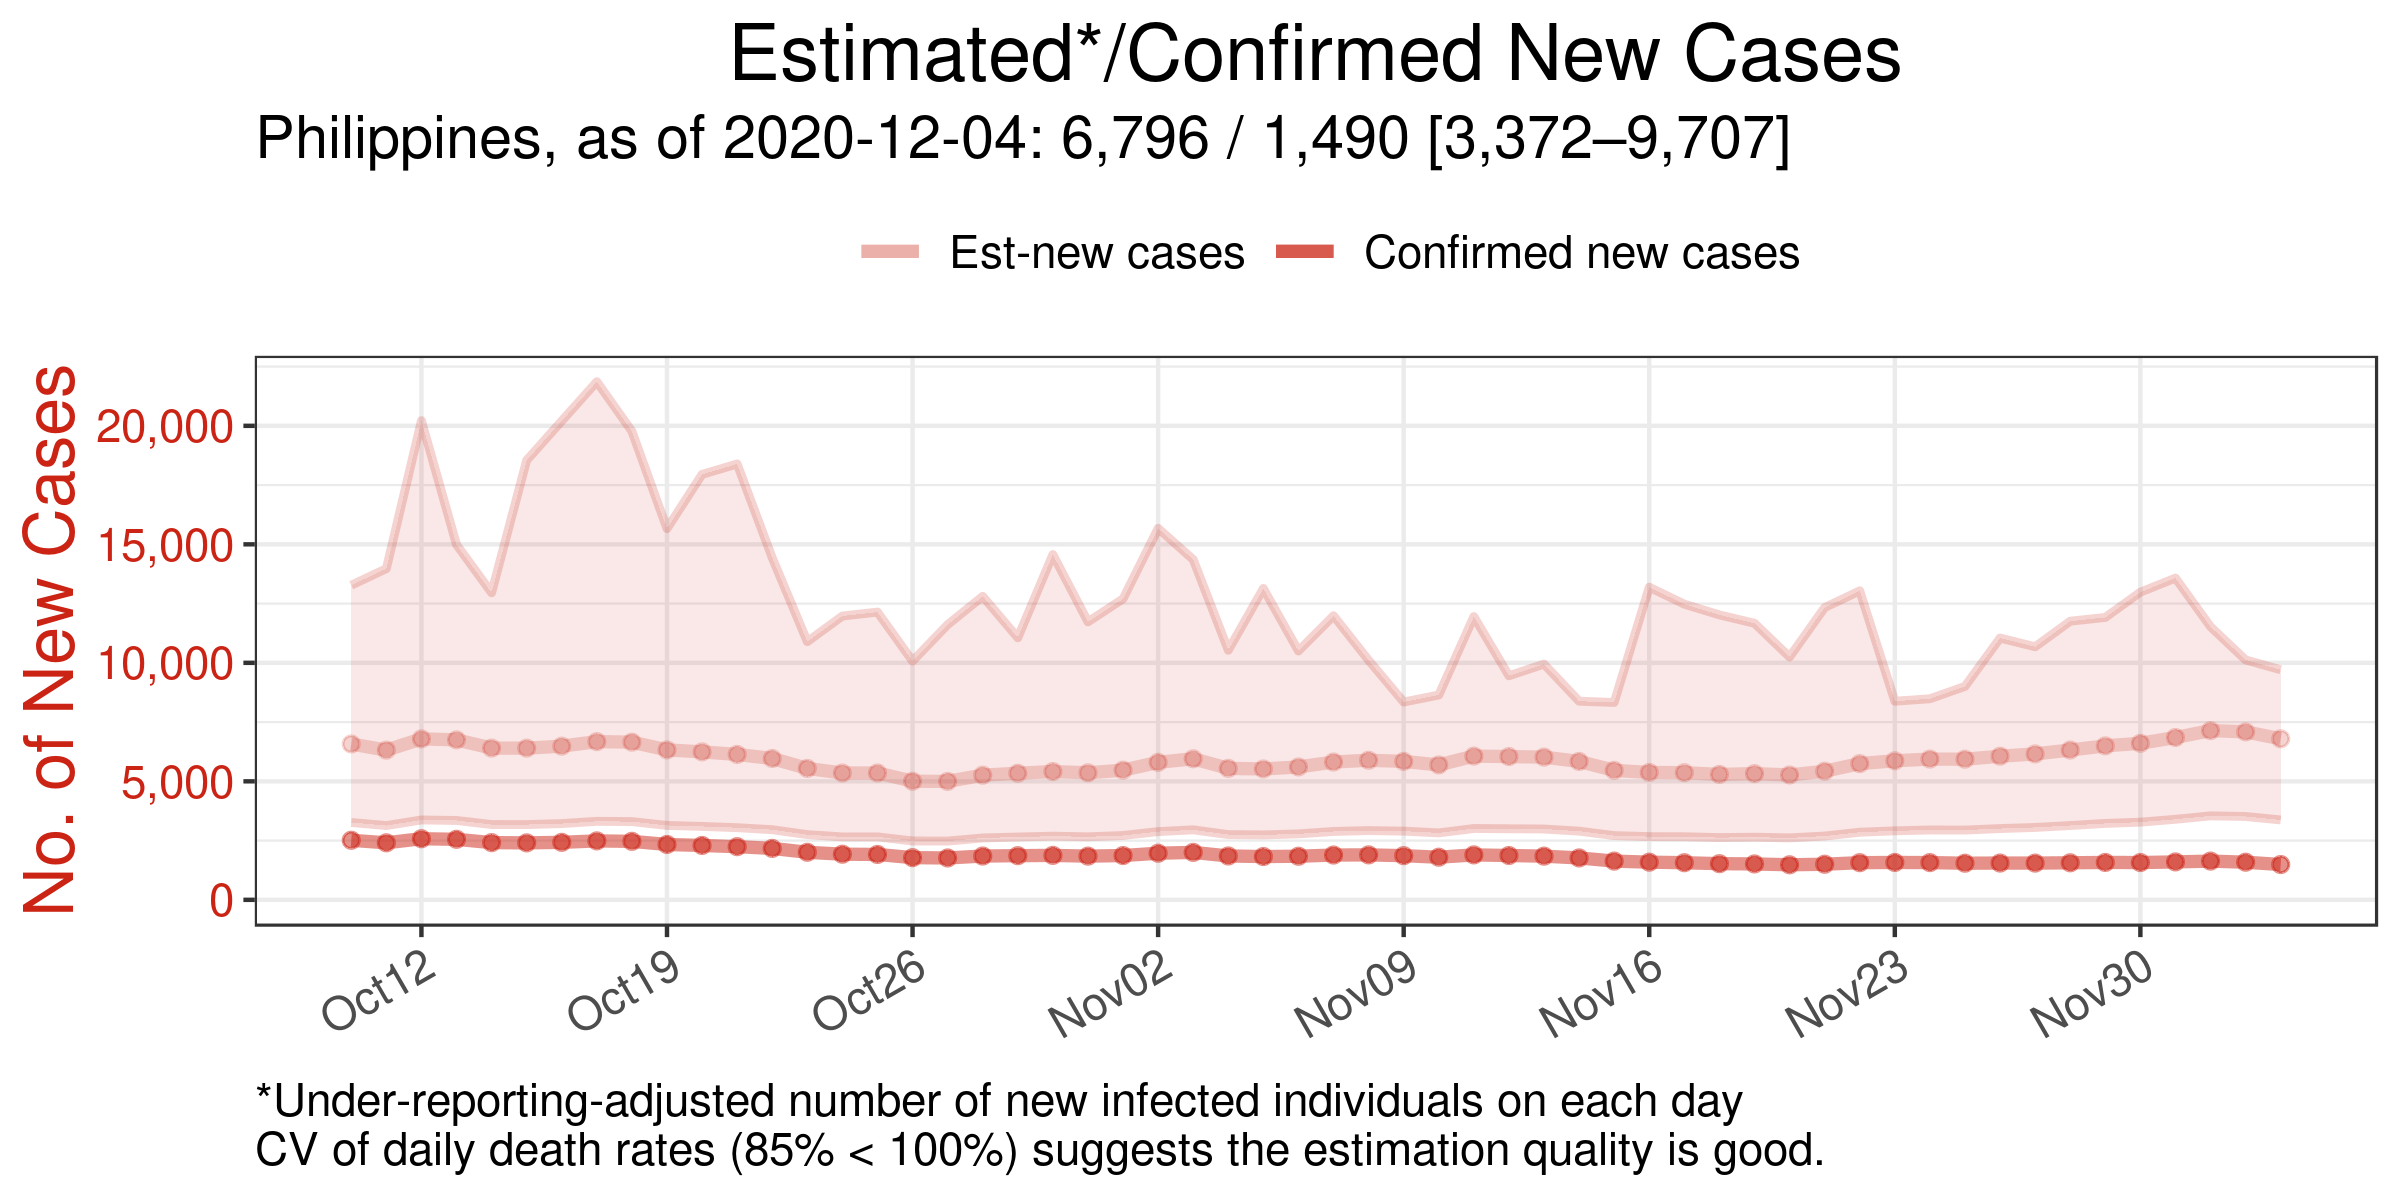 Estimated*/Confirmed New Cases
Philippines, as of 2020-12-04: 6,796 / 1,490 [3,372–9,707]
Est-new cases
Confirmed new cases
No. of New Cases
20,000
15,000
10,000
5,000
0
Oct12
Oct19
Oct26
Nov02
Nov09
Nov16
Nov23
Nov30
*Under-reporting-adjusted number of new infected individuals on each day
CV of daily death rates (85% < 100%) suggests the estimation quality is good.